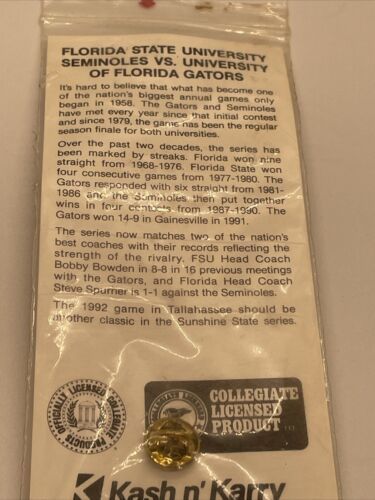 FLORIDA STATE UNIVERSITY
SEMINOLES VS. UNIVERSITY
OF FLORIDA GATORS
It's hard to believe that what has become one
of the nation's biggest annual games only
began in 1958. The Gators and Seminoles
have met every year since that initial contest
and since 1979, the game has been the regular
season finale for both universities.
Over the past two decades, the series has
been marked by streaks. Florida won nine
straight from 1968-1976. Florida State won
four consecutive games from 1977-1980. The
Gators responded with six straight from 1981-
1986 and the Seminoles then put together
wins in four contests from 1987-1990. The
Gators won 14-9 in Gainesville in 1991.
The series now matches two of the nation's
best coaches with their records reflecting the
strength of the rivalry. FSU Head Coach
Bobby Bowden in 8-8 in 16 previous meetings
with the Gators, and Florida Head Coach
Steve Spurrier is 1-1 against the Seminoles.
The 1992 game in Tallahassee should be
another classic in the Sunshine State series.
OFFICIALLY LICENSED COLLEGIATE PRODUCTS
COLLEGIATE
LICENSED
PRODUCT
Kash n' Karry